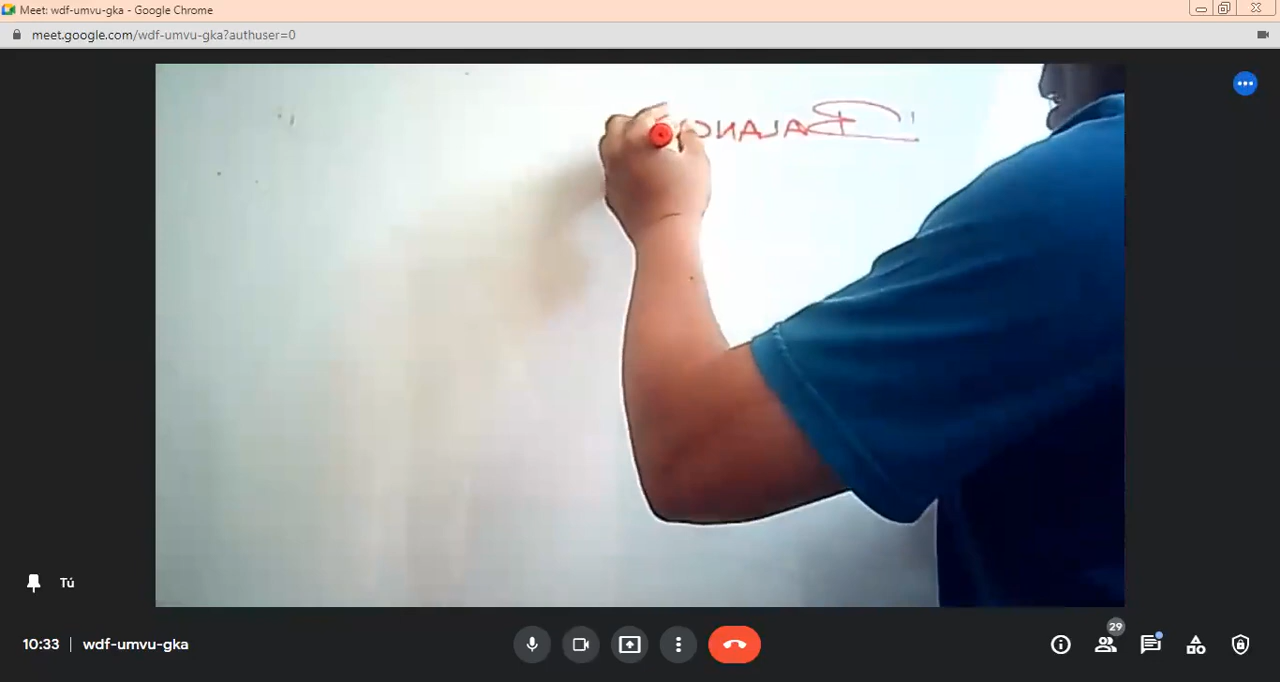 Meet: wdf-umvu-gka - Google Chrome
meet.google.com/wdf-umvu-gka?authuser=0
Tú
10:33 | wdf-umvu-gka
29